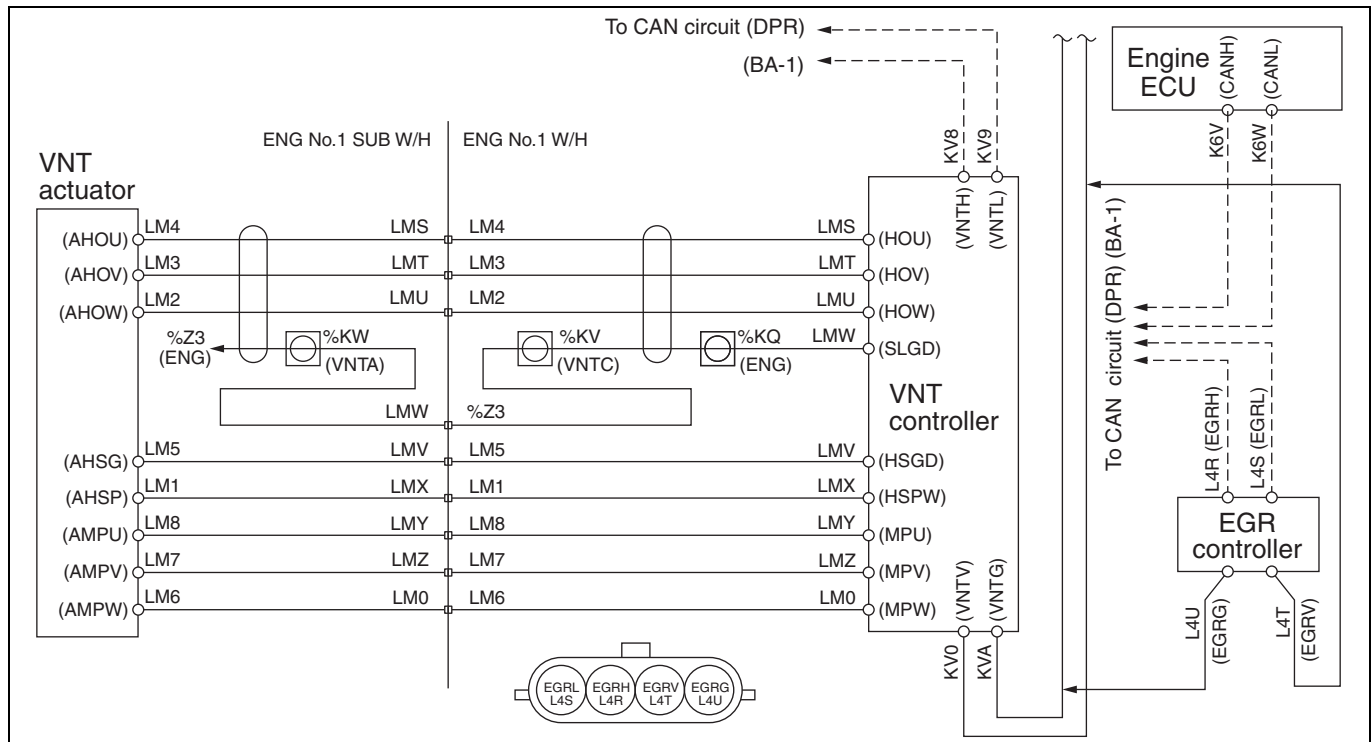 To CAN circuit (DPR)
(BA-1)
Engine
ECU
(CANH)
(CANL)
K6V
K6W
ENG No.1 SUB W/H
ENG No.1 W/H
KV8
KV9
(VNTH)
(VNTL)
VNT
actuator
(AHOU) LM4 LMS LM4 LMS (HOU)
(AHOV) LM3 LMT LM3 LMT (HOV)
(AHOW) LM2 LMU LM2 LMU (HOW)
%Z3
(ENG)
%KW
(VNTA)
%KV
(VNTC)
%KQ
(ENG)
LMW (SLGD)
VNT
controller
LMW %Z3
(AHSG) LM5 LMV LM5 LMV (HSGD)
(AHSP) LM1 LMX LM1 LMX (HSPW)
(AMPU) LM8 LMY LM8 LMY (MPU)
(AMPV) LM7 LMZ LM7 LMZ (MPV)
(AMPW) LM6 LM0 LM6 LM0 (MPW)
(VNTV)
(VNTG)
KV0
KVA
To CAN circuit (DPR) (BA-1)
L4R (EGRH)
L4S (EGRL)
EGR
controller
L4U
(EGRG)
L4T
(EGRV)
EGRL
L4S
EGRH
L4R
EGRV
L4T
EGRG
L4U